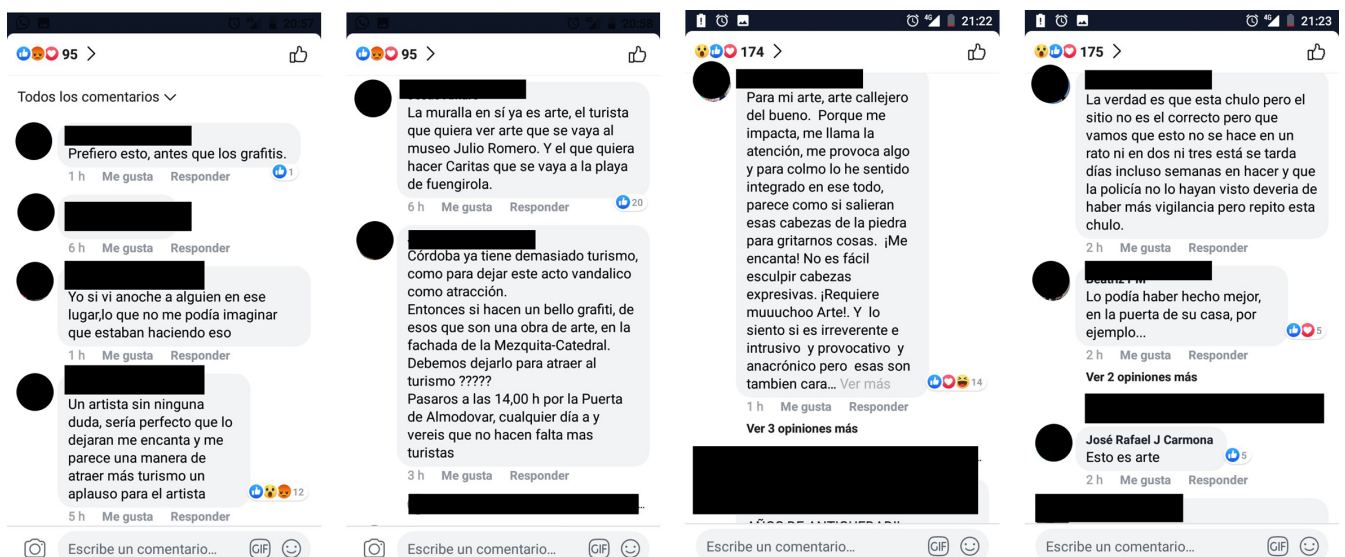 20:57
95 >
Todos los comentarios
Prefiero esto, antes que los grafitis.
1 h Me gusta Responder
1
6 h Me gusta Responder
Yo si vi anoche a alguien en ese
lugar,lo que no me podía imaginar
que estaban haciendo eso
1 h Me gusta Responder
Un artista sin ninguna
duda, sería perfecto que lo
dejaran me encanta y me
parece una manera de
atraer más turismo un
aplauso para el artista
12
5 h Me gusta Responder
Escribe un comentario...
GIF
20:58
95 >
La muralla en sí ya es arte, el turista
que quiera ver arte que se vaya al
museo Julio Romero. Y el que quiera
hacer Caritas que se vaya a la playa
de fuengirola.
6 h Me gusta Responder
20
Córdoba ya tiene demasiado turismo,
como para dejar este acto vandalico
como atracción.
Entonces si hacen un bello grafiti, de
esos que son una obra de arte, en la
fachada de la Mezquita-Catedral.
Debemos dejarlo para atraer al
turismo ?????
Pasaros a las 14,00 h por la Puerta
de Almodovar, cualquier día a y
vereis que no hacen falta mas
turistas
3 h Me gusta Responder
Escribe un comentario...
GIF
4G 21:22
174 >
Para mi arte, arte callejero
del bueno. Porque me
impacta, me llama la
atención, me provoca algo
y para colmo lo he sentido
integrado en ese todo,
parece como si salieran
esas cabezas de la piedra
para gritarnos cosas. ¡Me
encanta! No es fácil
esculpir cabezas
expresivas. ¡Requiere
muuuchoo Arte!. Y lo
siento si es irreverente e
intrusivo y provocativo y
anacrónico pero esas son
tambien cara... Ver más
14
1 h Me gusta Responder
Ver 3 opiniones más
AÑOS DE ANTIGUEDAD!!
Escribe un comentario...
GIF
4G 21:23
175 >
La verdad es que esta chulo pero el
sitio no es el correcto pero que
vamos que esto no se hace en un
rato ni en dos ni tres está se tarda
días incluso semanas en hacer y que
la policía no lo hayan visto deveria de
haber más vigilancia pero repito esta
chulo.
2 h Me gusta Responder
Lo podía haber hecho mejor,
en la puerta de su casa, por
ejemplo...
5
2 h Me gusta Responder
Ver 2 opiniones más
José Rafael J Carmona
Esto es arte
5
2 h Me gusta Responder
Escribe un comentario...
GIF